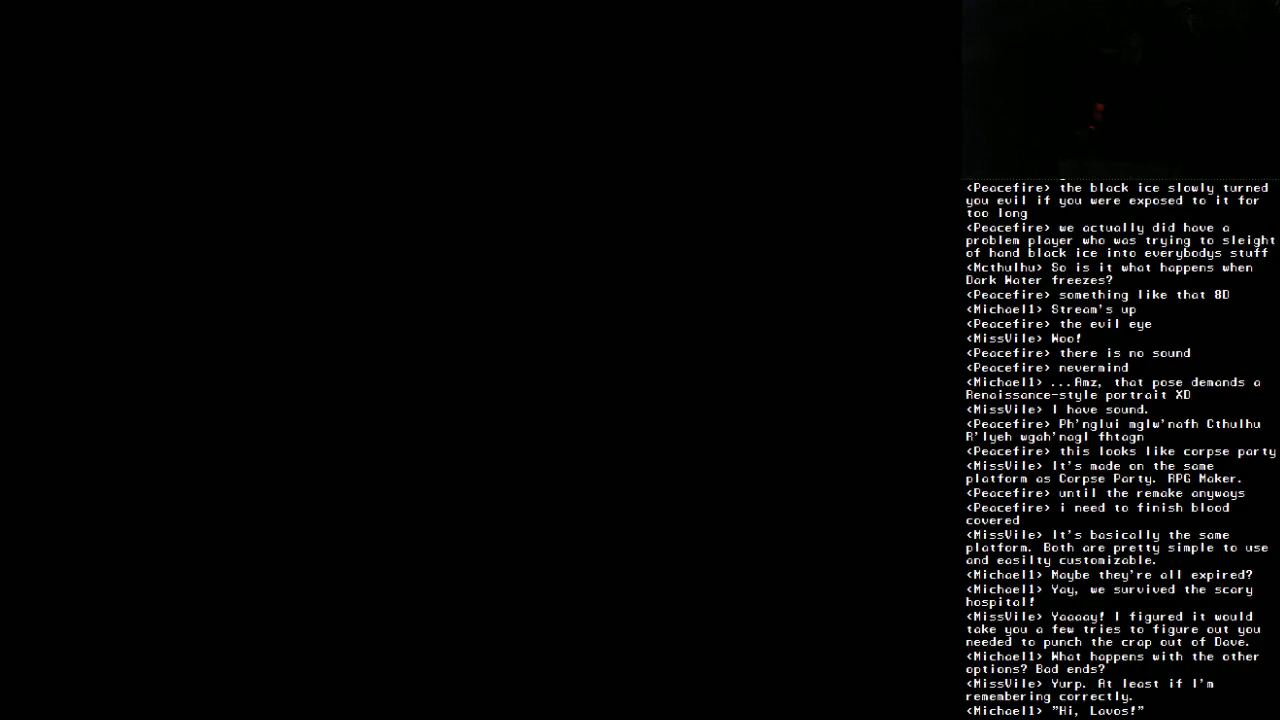 <Peacefire> the black ice slowly turned
you evil if you were exposed to it for
too long
<Peacefire> we actually did have a
problem player who was trying to sleight
of hand black ice into everybodys stuff
<Mcthulhu> So is it what happens when
Dark Water freezes?
<Peacefire> something like that 8D
<Michael1> Stream's up
<Peacefire> the evil eye
<MissVile> Woo!
<Peacefire> there is no sound
<Peacefire> nevermind
<Michael1> ...Amz, that pose demands a
Renaissance-style portrait XD
<MissVile> I have sound.
<Peacefire> Ph'nglui mglw'nafh Cthulhu
R'lyeh wgah'nagl fhtagn
<Peacefire> this looks like corpse party
<MissVile> It's made on the same
platform as Corpse Party. RPG Maker.
<Peacefire> until the remake anyways
<Peacefire> i need to finish blood
covered
<MissVile> It's basically the same
platform. Both are pretty simple to use
and easilty customizable.
<Michael1> Maybe they're all expired?
<Michael1> Yay, we survived the scary
hospital!
<MissVile> Yaaaay! I figured it would
take you a few tries to figure out you
needed to punch the crap out of Dave.
<Michael1> What happens with the other
options? Bad ends?
<MissVile> Yurp. At least if I'm
remembering correctly.
<Michael1> "Hi, Lavos!"